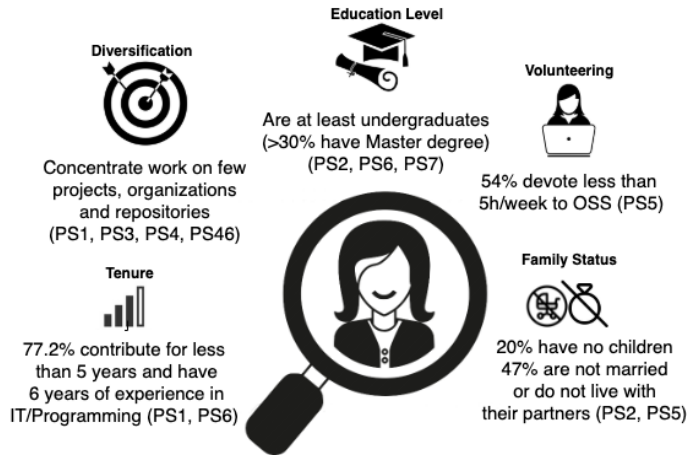 Education Level
Are at least undergraduates
(>30% have Master degree)
(PS2, PS6, PS7)
Diversification
Concentrate work on few
projects, organizations
and repositories
(PS1, PS3, PS4, PS46)
Volunteering
54% devote less than
5h/week to OSS (PS5)
Tenure
77.2% contribute for less
than 5 years and have
6 years of experience in
IT/Programming (PS1, PS6)
Family Status
20% have no children
47% are not married
or do not live with
their partners (PS2, PS5)